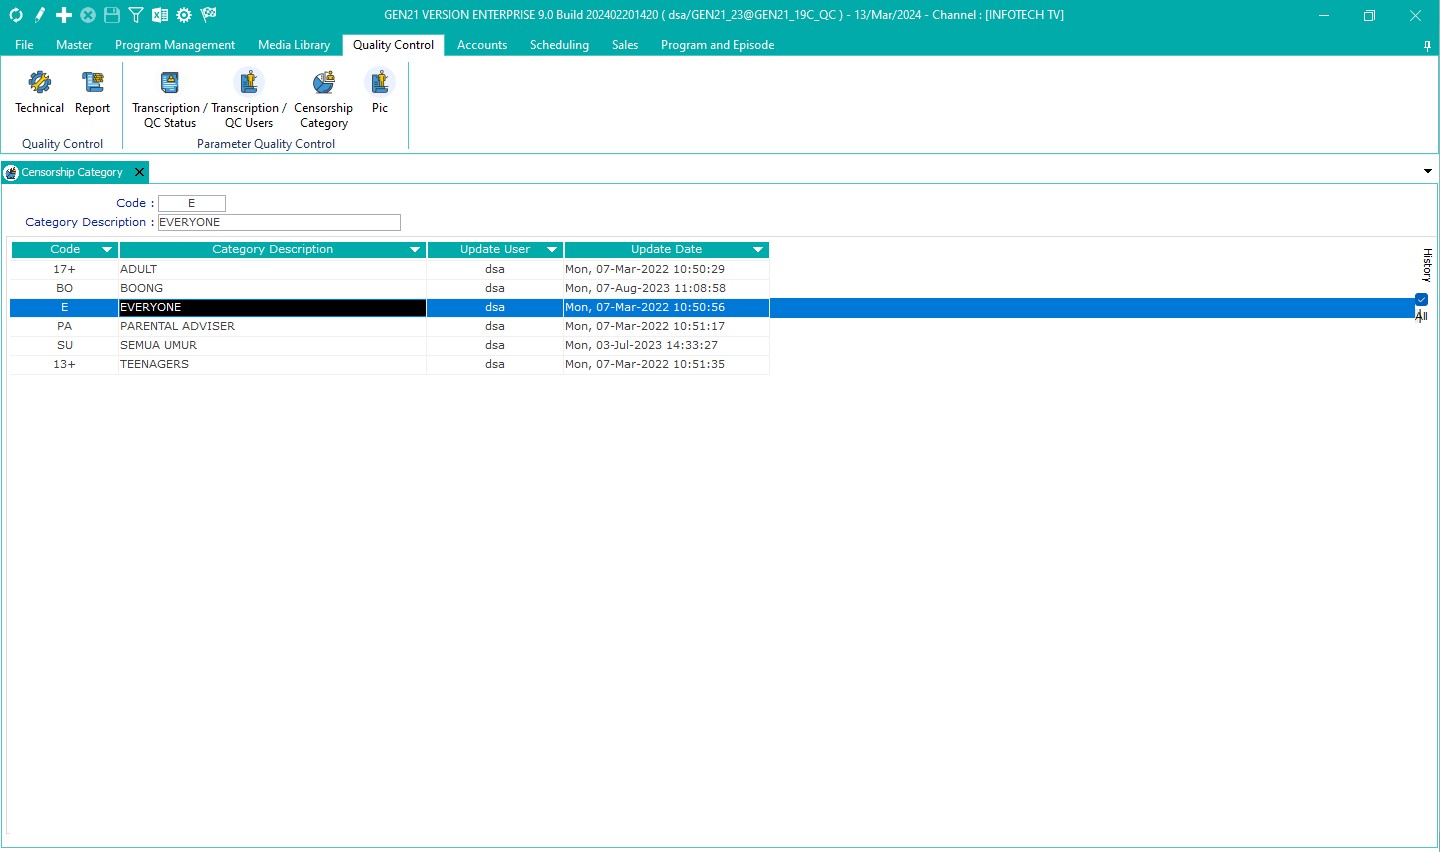 GEN21 VERSION ENTERPRISE 9.0 Build 202402201420 ( dsa/GEN21_23@GEN21_19C_QC ) - 13/Mar/2024 - Channel : [INFOTECH TV]
File Master Program Management Media Library Quality Control Accounts Scheduling Sales Program and Episode
Technical Report Transcription / QC Status Transcription / QC Users Censorship Category Pic
Quality Control Parameter Quality Control
Censorship Category
Code : E
Category Description : EVERYONE
Code Category Description Update User Update Date
17+ ADULT dsa Mon, 07-Mar-2022 10:50:29
BO BOONG dsa Mon, 07-Aug-2023 11:08:58
E EVERYONE dsa Mon, 07-Mar-2022 10:50:56
PA PARENTAL ADVISER dsa Mon, 07-Mar-2022 10:51:17
SU SEMUA UMUR dsa Mon, 03-Jul-2023 14:33:27
13+ TEENAGERS dsa Mon, 07-Mar-2022 10:51:35
History
All